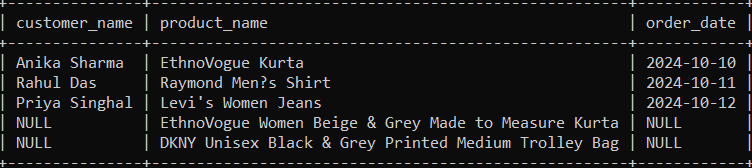 customer_name | product_name | order_date
Anika Sharma | EthnoVogue Kurta | 2024-10-10
Rahul Das | Raymond Men?s Shirt | 2024-10-11
Priya Singhal | Levi's Women Jeans | 2024-10-12
NULL | EthnoVogue Women Beige & Grey Made to Measure Kurta | NULL
NULL | DKNY Unisex Black & Grey Printed Medium Trolley Bag | NULL